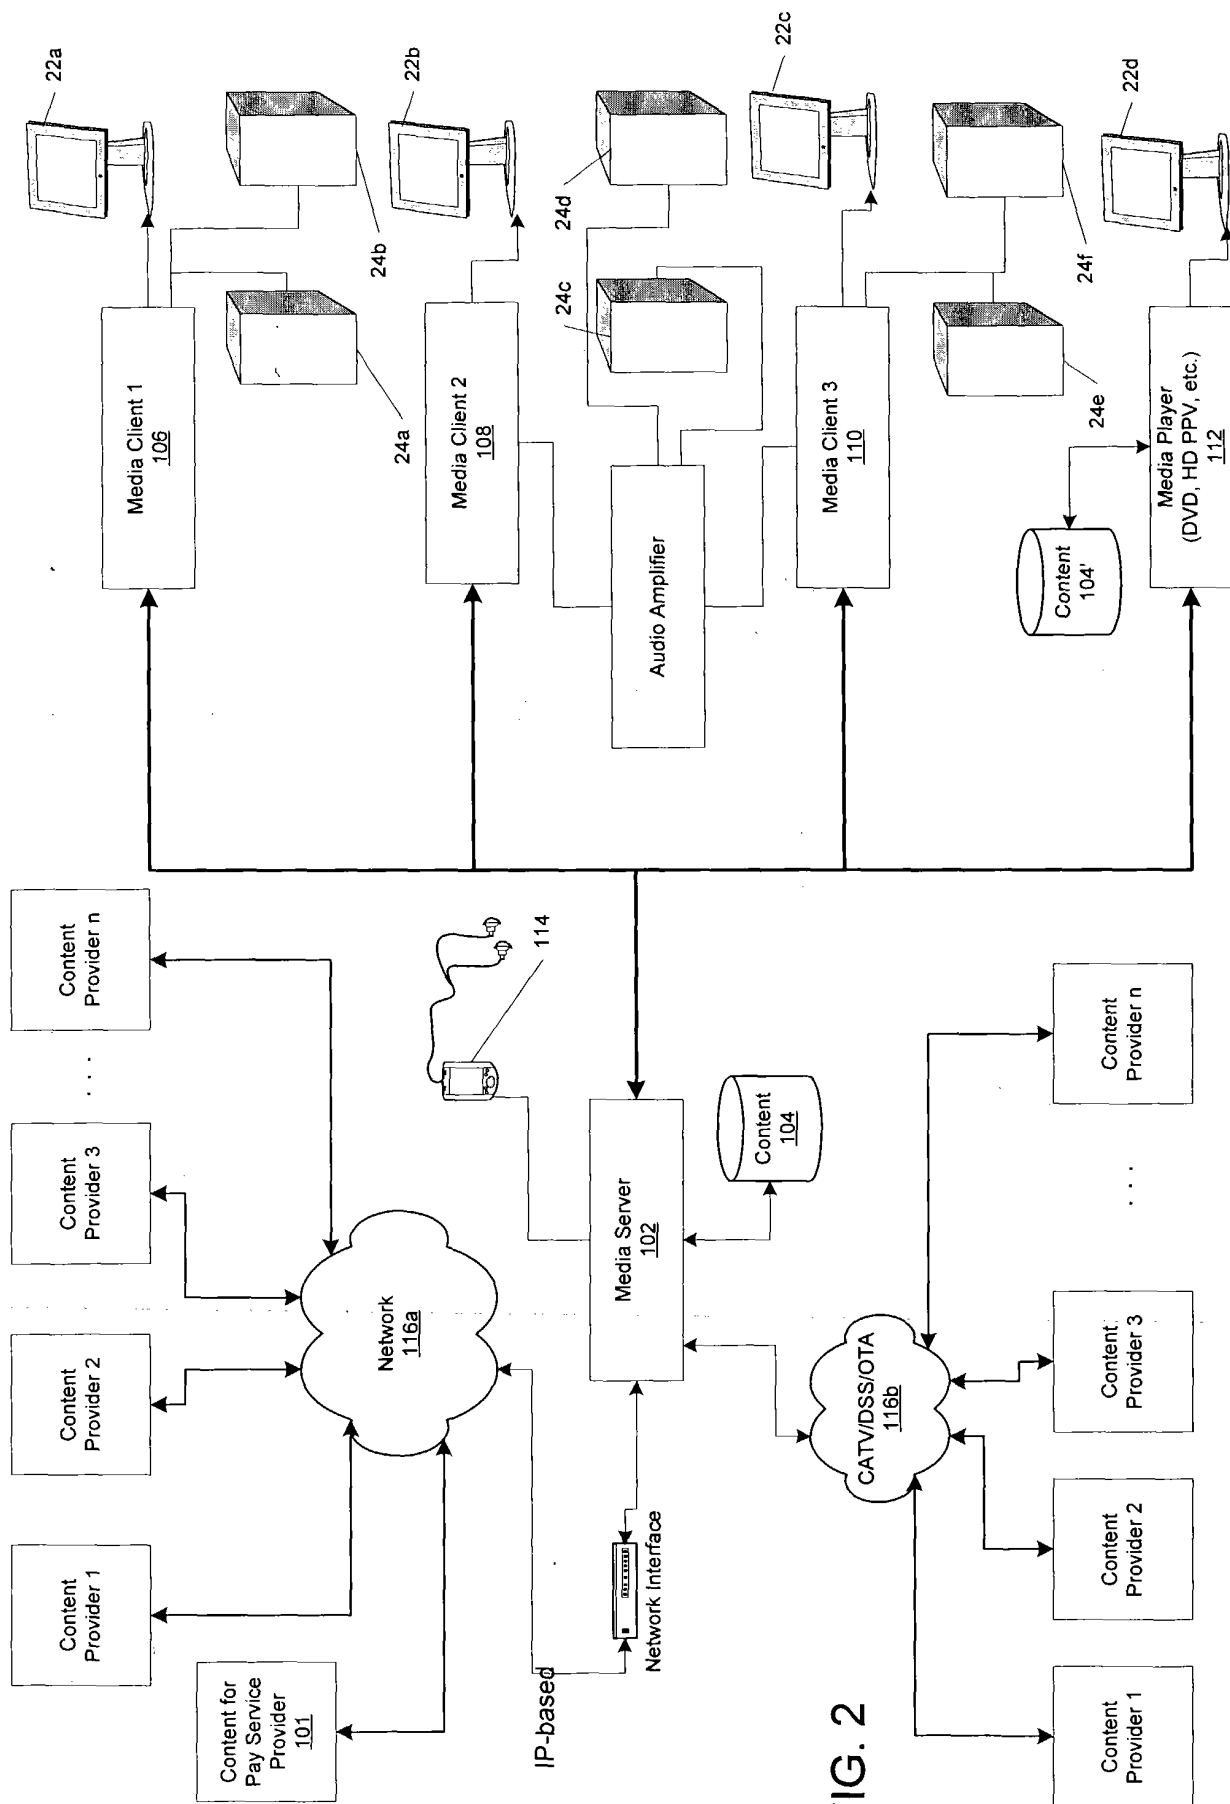 Content
Provider 1
Content
Provider 2
Content
Provider 3
. . .
Content
Provider n
Content for
Pay Service
Provider
101
Network
116a
IP-based
Network Interface
114
Media Server
102
Content
104
CATV/DSS/OTA
116b
Content
Provider 1
Content
Provider 2
Content
Provider 3
. . .
Content
Provider n
Media Client 1
106
22a
24a
24b
Media Client 2
108
22b
Audio Amplifier
24c
24d
Media Client 3
110
22c
24e
24f
Content
104'
Media Player
(DVD, HD PPV, etc.)
112
22d
FIG. 2